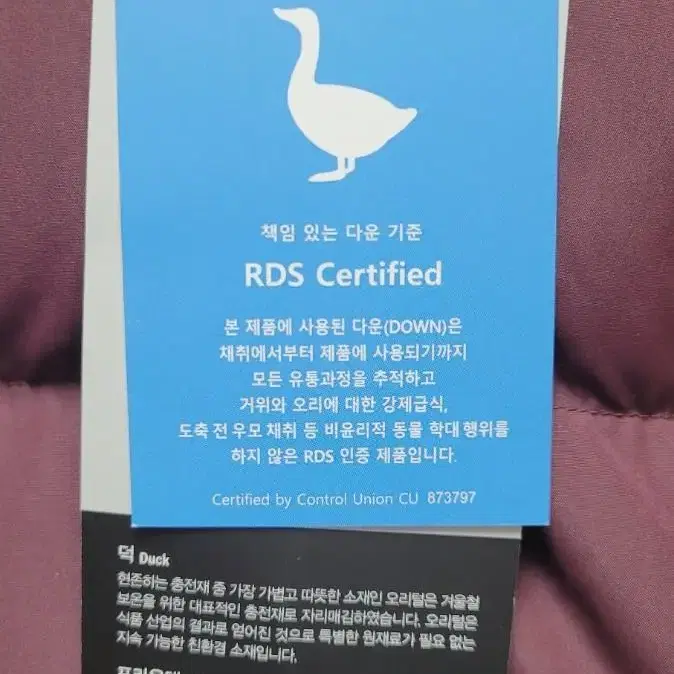 책임 있는 다운 기준
RDS Certified
본 제품에 사용된 다운(DOWN)은
채취에서부터 제품에 사용되기까지
모든 유통과정을 추적하고
거위와 오리에 대한 강제급식,
도축 전 우모 채취 등 비윤리적 동물 학대 행위를
하지 않은 RDS 인증 제품입니다.
Certified by Control Union CU 873797
덕 Duck
현존하는 충전재 중 가장 가볍고 따뜻한 소재인 오리털은 겨울철
보온을 위한 대표적인 충전재로 자리매김하였습니다. 오리털은
식품 산업의 결과로 얻어진 것으로 특별한 원재료가 필요 없는
지속 가능한 친환경 소재입니다.